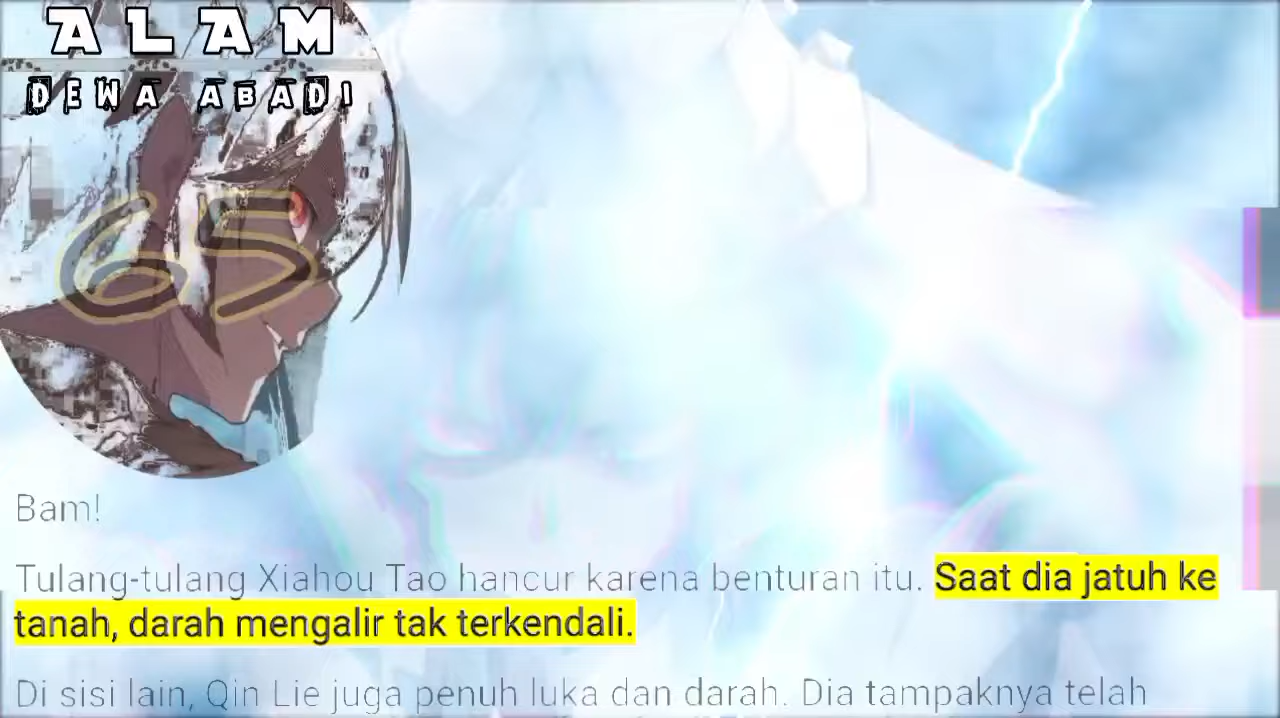 ALAM
DEWA ABADI
65
Bam!
Tulang-tulang Xiahou Tao hancur karena benturan itu. Saat dia jatuh ke
tanah, darah mengalir tak terkendali.
Di sisi lain, Qin Lie juga penuh luka dan darah. Dia tampaknya telah